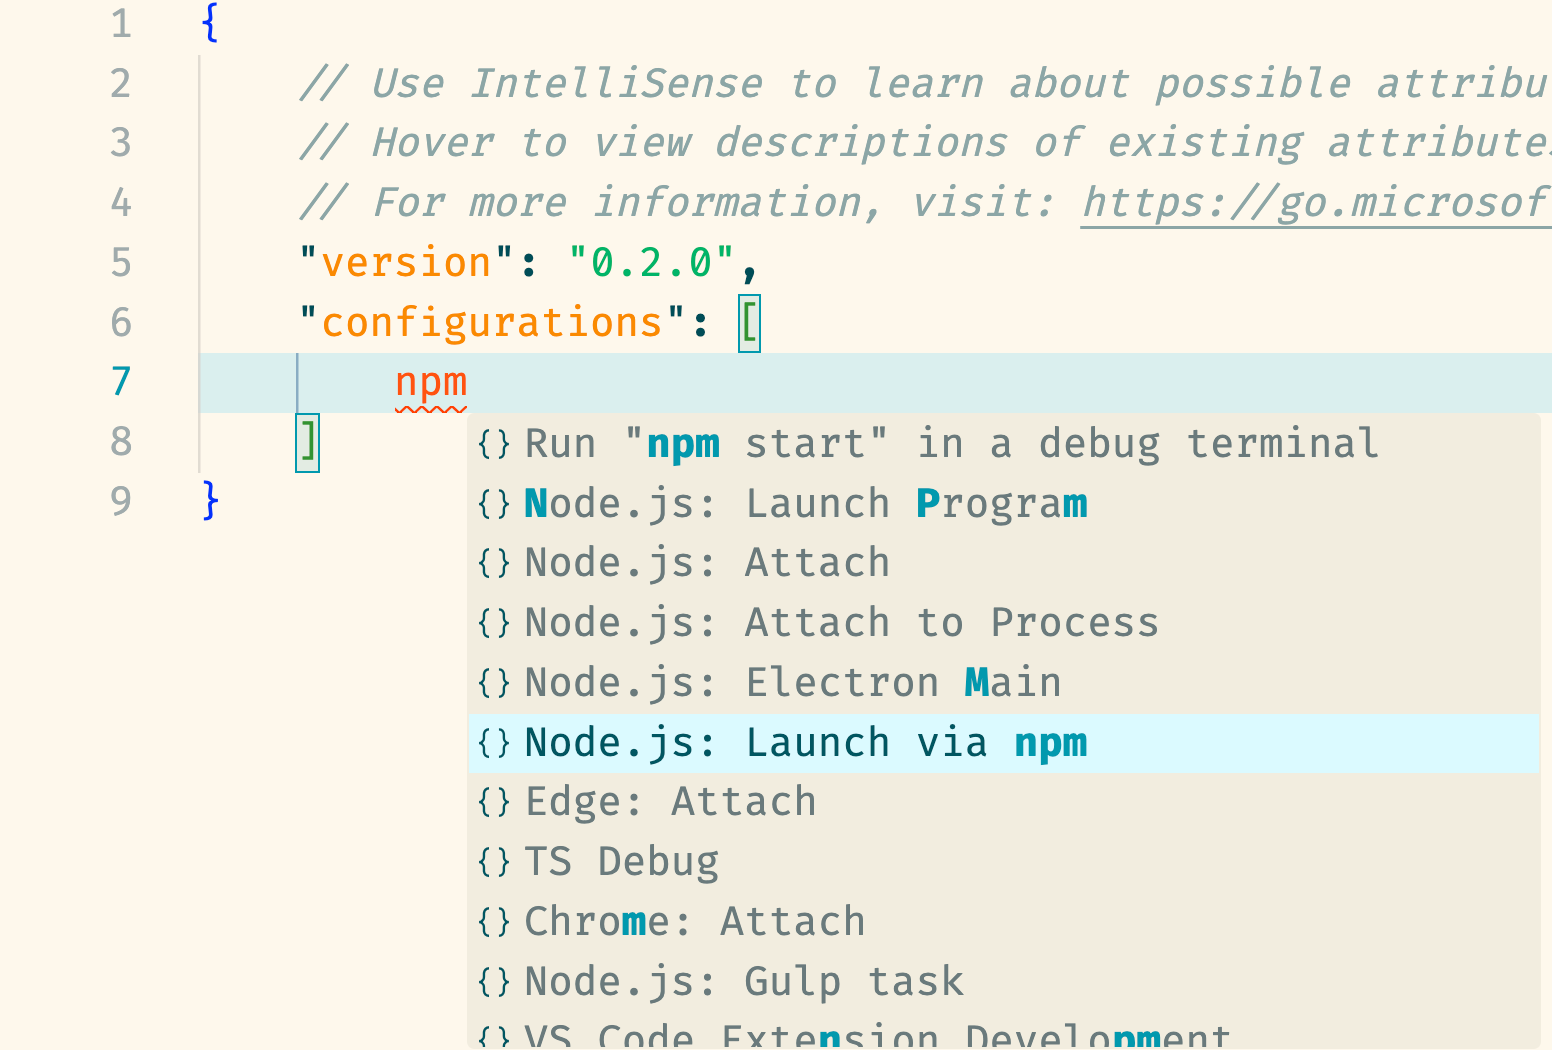 1 {
2 // Use IntelliSense to learn about possible attribu
3 // Hover to view descriptions of existing attributes
4 // For more information, visit: https://go.microsof
5 "version": "0.2.0",
6 "configurations": [
7 npm
8 ]
{} Run "npm start" in a debug terminal
{} Node.js: Launch Program
9 }
{} Node.js: Attach
{} Node.js: Attach to Process
{} Node.js: Electron Main
{} Node.js: Launch via npm
{} Edge: Attach
{} TS Debug
{} Chrome: Attach
{} Node.js: Gulp task
{} VS Code Extension Development